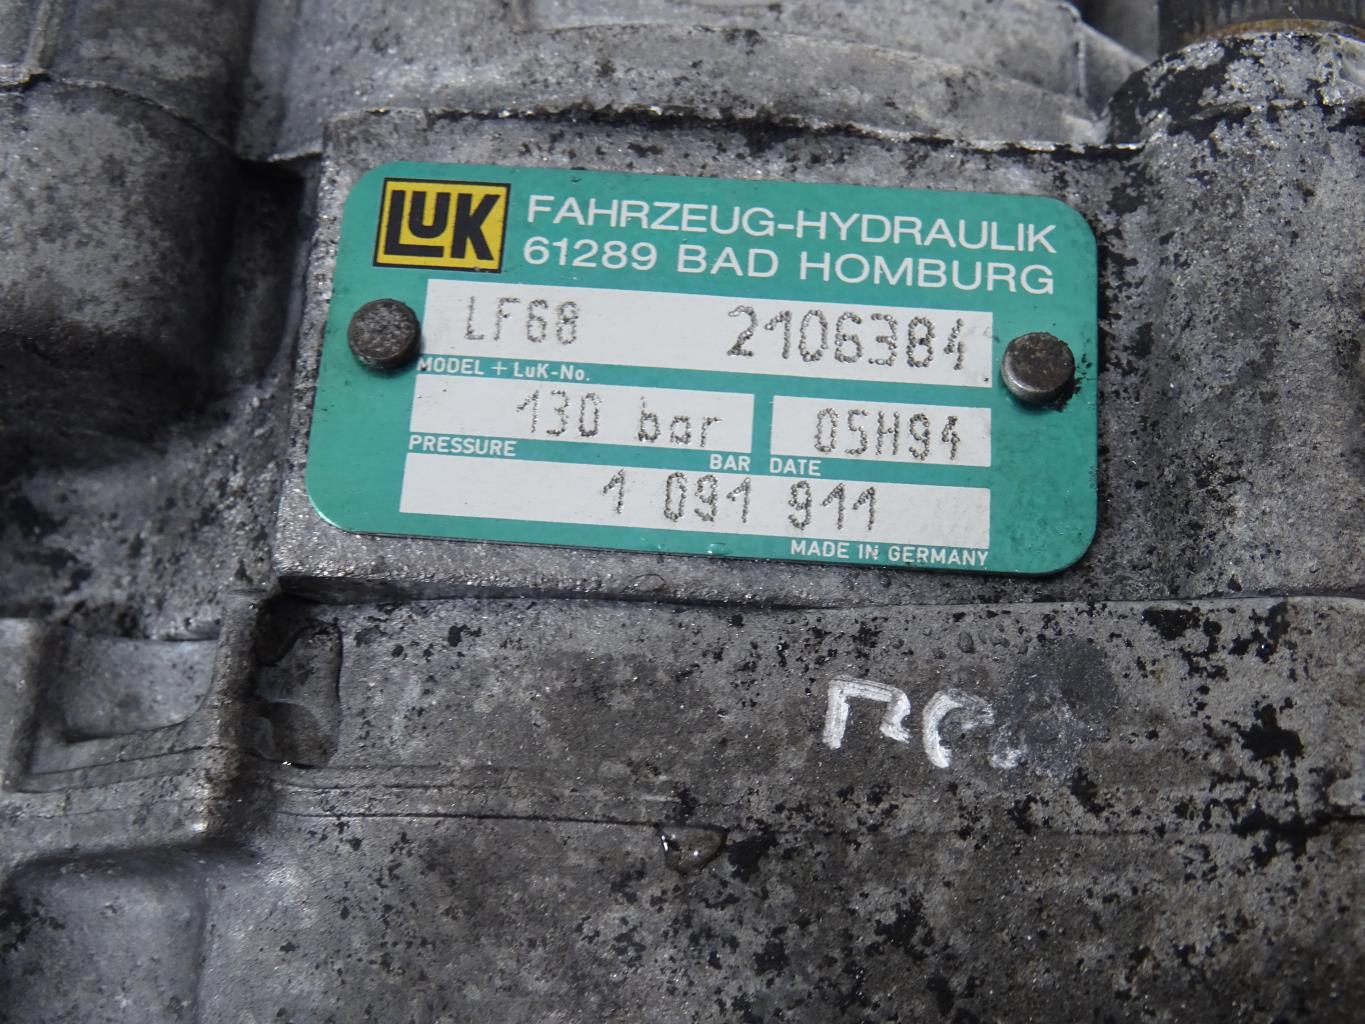 LUK
FAHRZEUG-HYDRAULIK
61289 BAD HOMBURG
LF68 2106384
MODEL + LuK-No.
130 bar 05H94
PRESSURE BAR DATE
1 091 911
MADE IN GERMANY